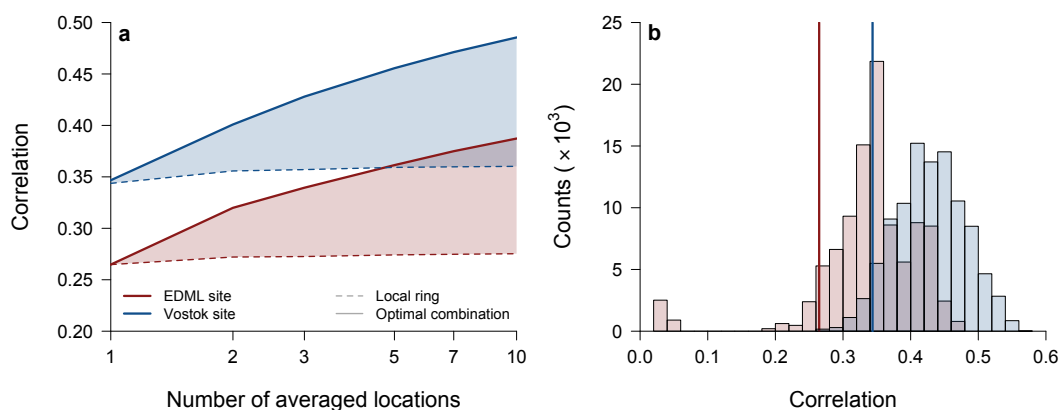 a
0.50
0.45
0.40
0.35
0.30
0.25
0.20
Correlation
EDML site
Vostok site
Local ring
Optimal combination
1 2 3 5 7 10
Number of averaged locations
b
25
20
15
10
5
0
Counts ( × 10³)
0.0 0.1 0.2 0.3 0.4 0.5 0.6
Correlation